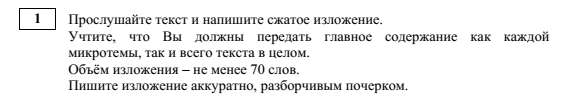 1
Прослушайте текст и напишите сжатое изложение.
Учтите, что Вы должны передать главное содержание как каждой
микротемы, так и всего текста в целом.
Объём изложения – не менее 70 слов.
Пишите изложение аккуратно, разборчивым почерком.